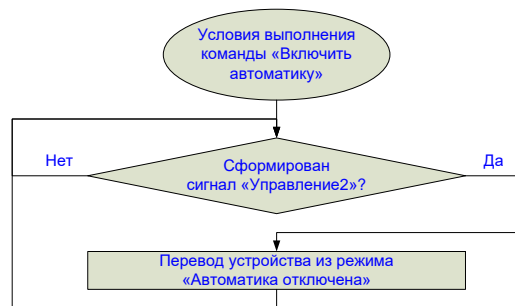 Условия выполнения
команды «Включить
автоматику»
Нет
Да
Сформирован
сигнал «Управление2»?
Перевод устройства из режима
«Автоматика отключена»